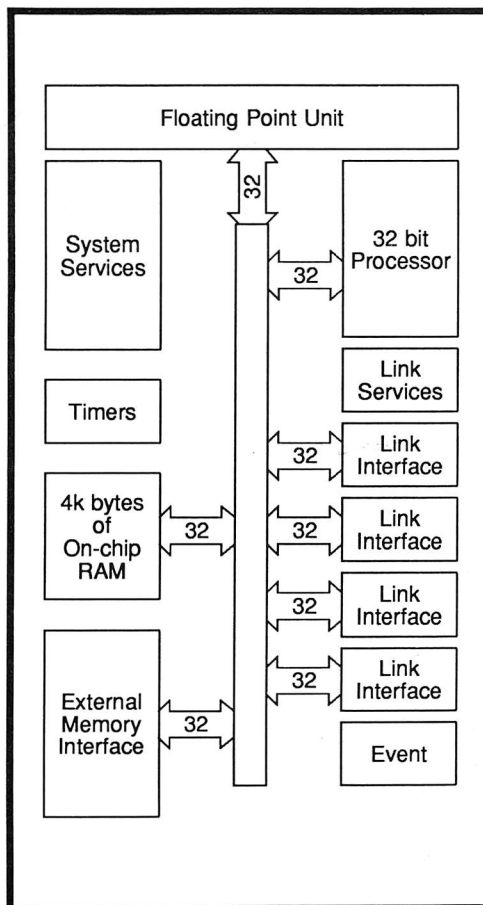 Floating Point Unit
32
System
Services
32 bit
Processor
32
Link
Services
Timers
32
Link
Interface
4k bytes
of
On-chip
RAM
32
32
Link
Interface
32
Link
Interface
External
Memory
Interface
32
32
Link
Interface
Event